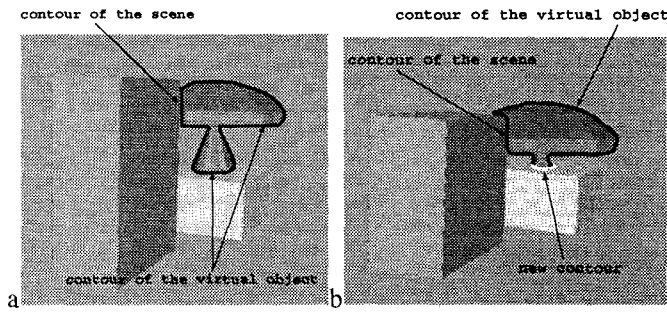 contour of the scene
contour of the virtual object
contour of the scene
contour of the virtual object
new contour
a
b